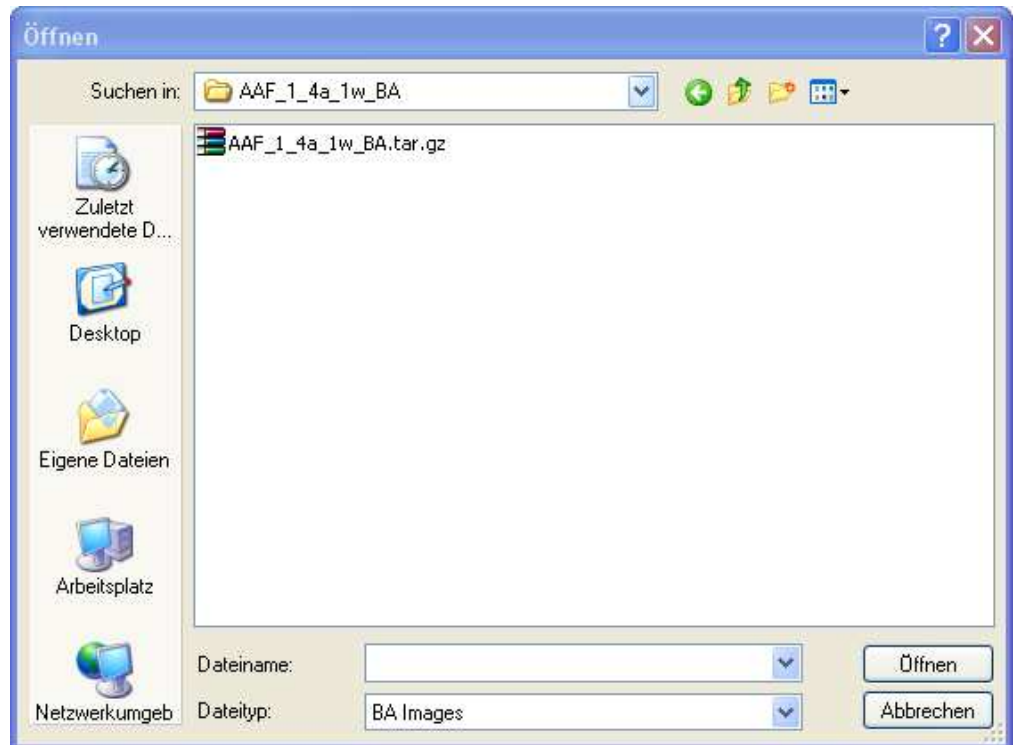 Öffnen
Suchen in: AAF_1_4a_1w_BA
AAF_1_4a_1w_BA.tar.gz
Zuletzt
verwendete D...
Desktop
Eigene Dateien
Arbeitsplatz
Netzwerkumgeb
Dateiname:
Öffnen
Dateityp: BA Images
Abbrechen